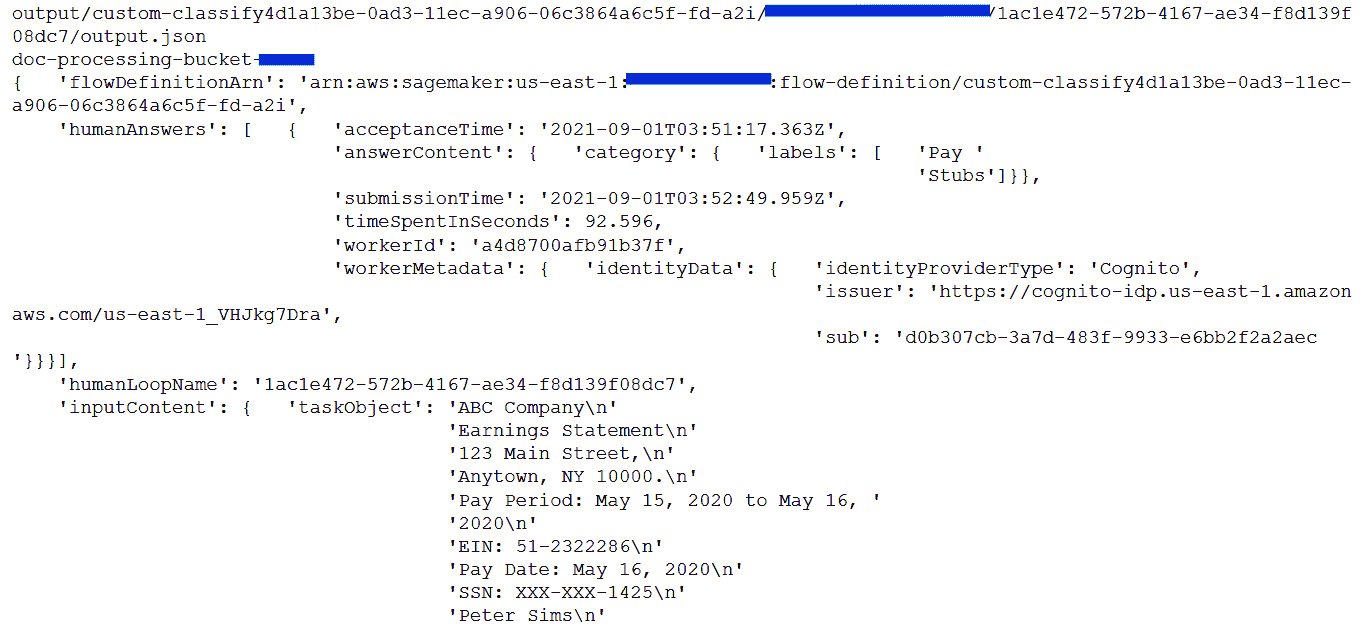 output/custom-classify4d1a13be-0ad3-11ec-a906-06c3864a6c5f-fd-a2i/ /1ac1e472-572b-4167-ae34-f8d139f
08dc7/output.json
doc-processing-bucket-
{   'flowDefinitionArn': 'arn:aws:sagemaker:us-east-1: :flow-definition/custom-classify4d1a13be-0ad3-11ec-
a906-06c3864a6c5f-fd-a2i',
    'humanAnswers': [   {   'acceptanceTime': '2021-09-01T03:51:17.363Z',
                            'answerContent': {   'category': {   'labels': [   'Pay '
                                                                               'Stubs']}},
                            'submissionTime': '2021-09-01T03:52:49.959Z',
                            'timeSpentInSeconds': 92.596,
                            'workerId': 'a4d8700afb91b37f',
                            'workerMetadata': {   'identityData': {   'identityProviderType': 'Cognito',
                                                                      'issuer': 'https://cognito-idp.us-east-1.amazon
aws.com/us-east-1_VHJkg7Dra',
                                                                      'sub': 'd0b307cb-3a7d-483f-9933-e6bb2f2a2aec
'}}}],
    'humanLoopName': '1ac1e472-572b-4167-ae34-f8d139f08dc7',
    'inputContent': {   'taskObject': 'ABC Company\n'
                                      'Earnings Statement\n'
                                      '123 Main Street,\n'
                                      'Anytown, NY 10000.\n'
                                      'Pay Period: May 15, 2020 to May 16, '
                                      '2020\n'
                                      'EIN: 51-2322286\n'
                                      'Pay Date: May 16, 2020\n'
                                      'SSN: XXX-XXX-1425\n'
                                      'Peter Sims\n'